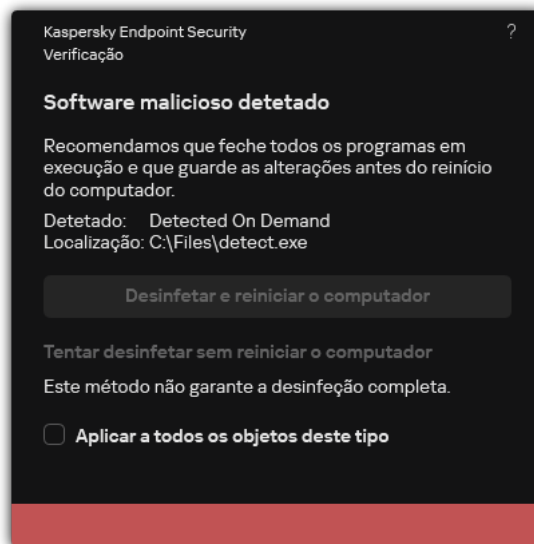 Kaspersky Endpoint Security
?
Verificação
Software malicioso detetado
Recomendamos que feche todos os programas em
execução e que guarde as alterações antes do reinício
do computador.
Detetado: Detected On Demand
Localização: C:\Files\detect.exe
Desinfetar e reiniciar o computador
Tentar desinfetar sem reiniciar o computador
Este método não garante a desinfeção completa.
Aplicar a todos os objetos deste tipo